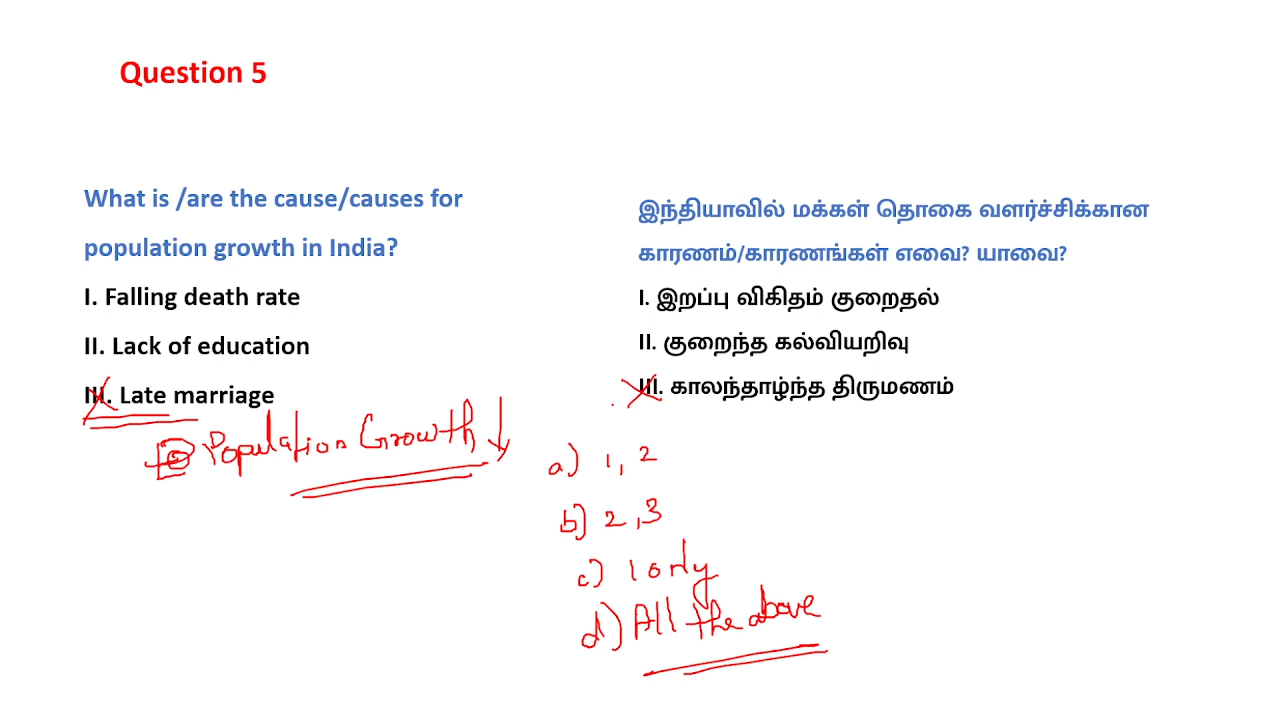 Question 5
What is /are the cause/causes for
population growth in India?
I. Falling death rate
II. Lack of education
III. Late marriage
Population Growth
இந்தியாவில் மக்கள் தொகை வளர்ச்சிக்கான
காரணம்/காரணங்கள் எவை? யாவை?
I. இறப்பு விகிதம் குறைதல்
II. குறைந்த கல்வியறிவு
III. காலந்தாழ்ந்த திருமணம்
a) 1, 2
b) 2, 3
c) 1 only
d) All the above